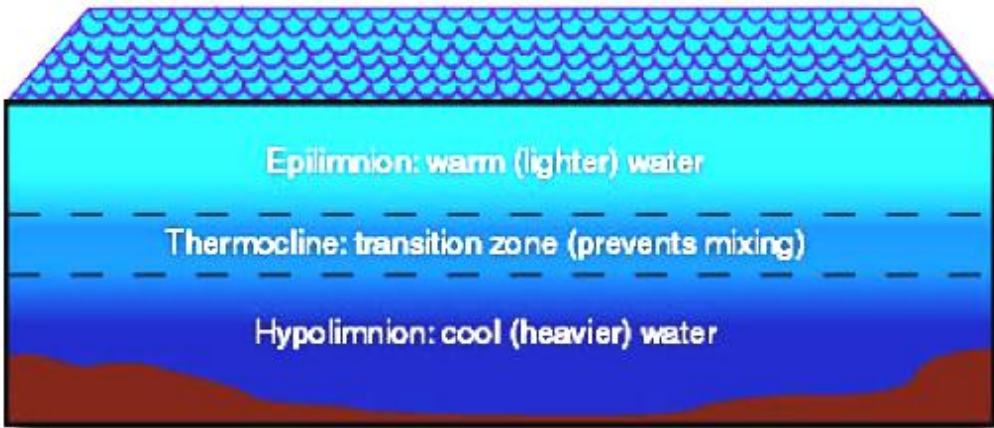 Epilimnion: warm (lighter) water
Thermocline: transition zone (prevents mixing)
Hypolimnion: cool (heavier) water